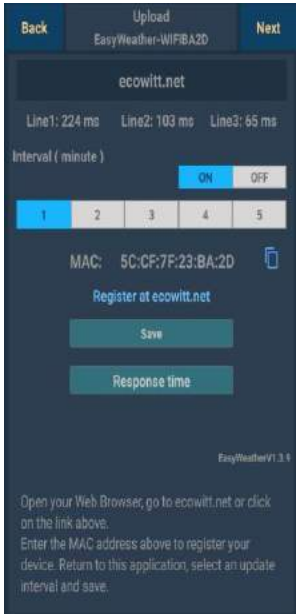 Back Upload Next
EasyWeather-WIFIBA2D
ecowitt.net
Line1: 224 ms Line2: 103 ms Line3: 65 ms
Interval ( minute )
ON OFF
1 2 3 4 5
MAC: 5C:CF:7F:23:BA:2D
Register at ecowitt.net
Save
Response time
EasyWeatherV1.3.9
Open your Web Browser, go to ecowitt.net or click
on the link above.
Enter the MAC address above to register your
device. Return to this application, select an update
interval and save.